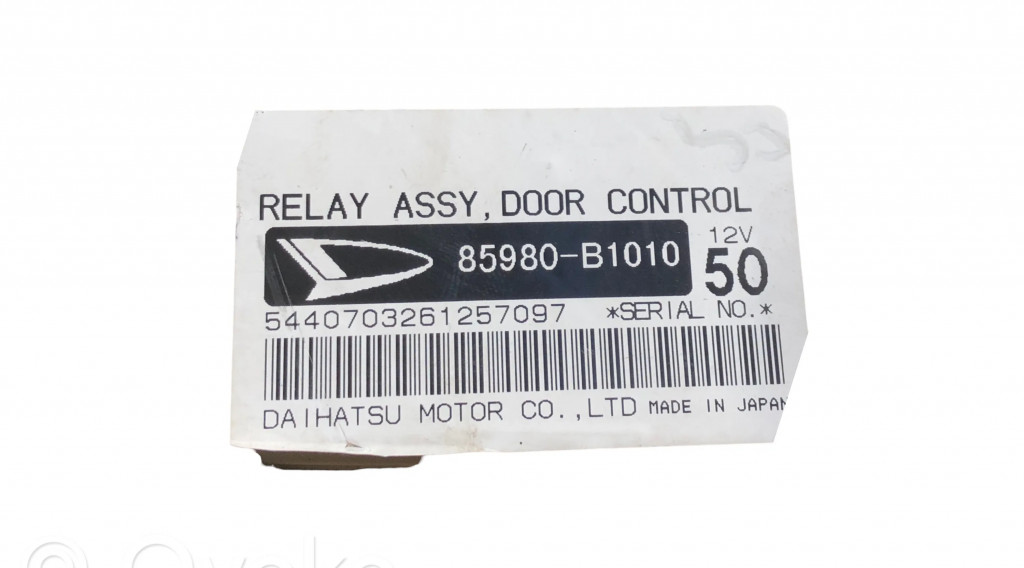 RELAY ASSY, DOOR CONTROL
85980-B1010
12V
50
5440703261257097 *SERIAL NO.*
DAIHATSU MOTOR CO.,LTD MADE IN JAPAN